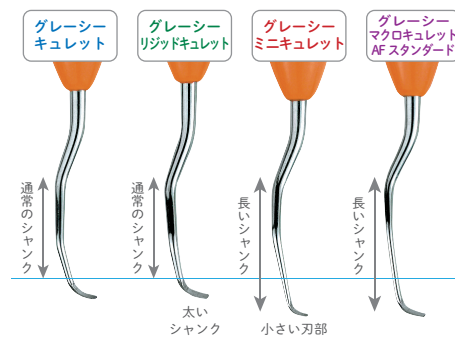 グレーシー
キュレット
グレーシー
リジッドキュレット
グレーシー
ミニキュレット
グレーシー
マクロキュレット
AFスタンダード
通常のシャンク
通常のシャンク
長いシャンク
長いシャンク
太い
シャンク
小さい刃部